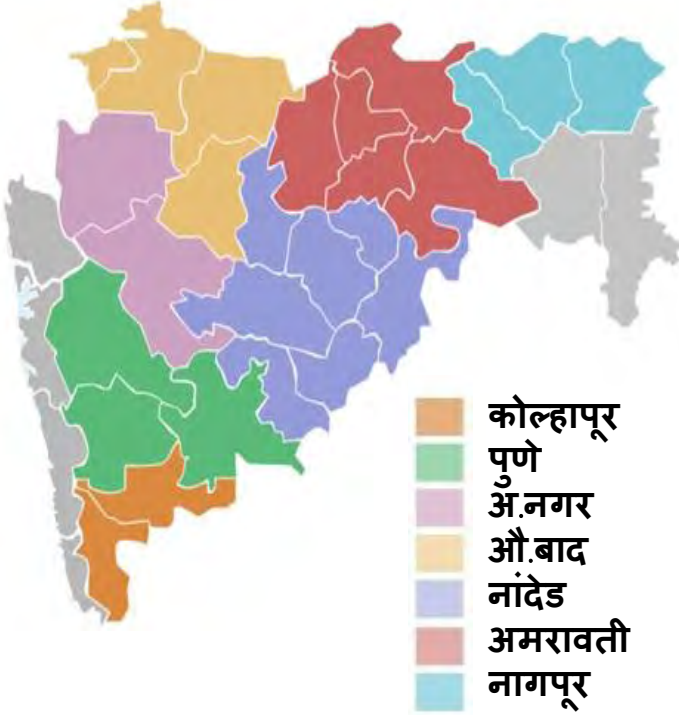 कोल्हापूर
पुणे
अ.नगर
औ.बाद
नांदेड
अमरावती
नागपूर